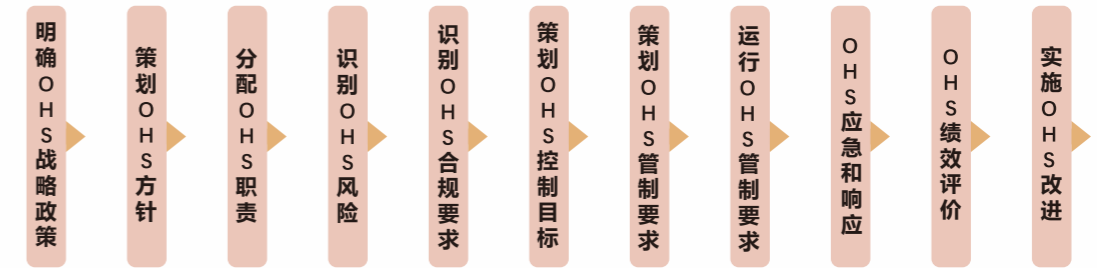 明确OHS战略政策
策划OHS方针
分配OHS职责
识别OHS风险
识别OHS合规要求
策划OHS控制目标
策划OHS管制要求
运行OHS管制要求
OHS应急和响应
OHS绩效评价
实施OHS改进